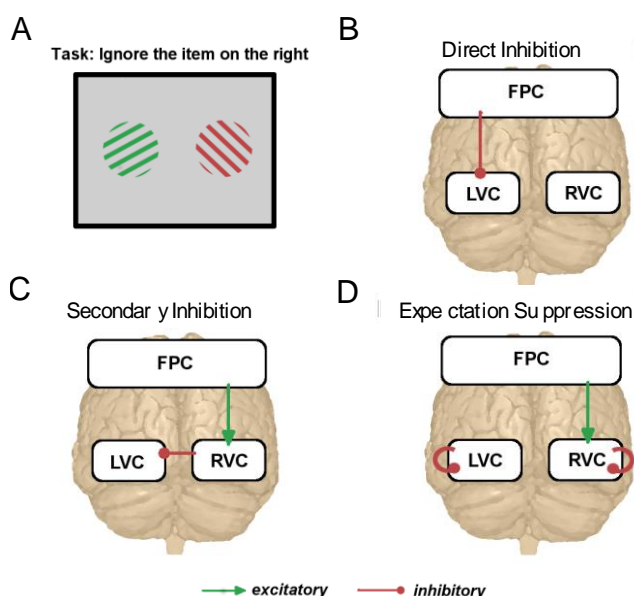 A
Task: Ignore the item on the right
B
Direct Inhibition
FPC
LVC
RVC
C
Secondar y Inhibition
FPC
LVC
RVC
D
Expe ctation Su ppression
FPC
LVC
RVC
excitatory
inhibitory